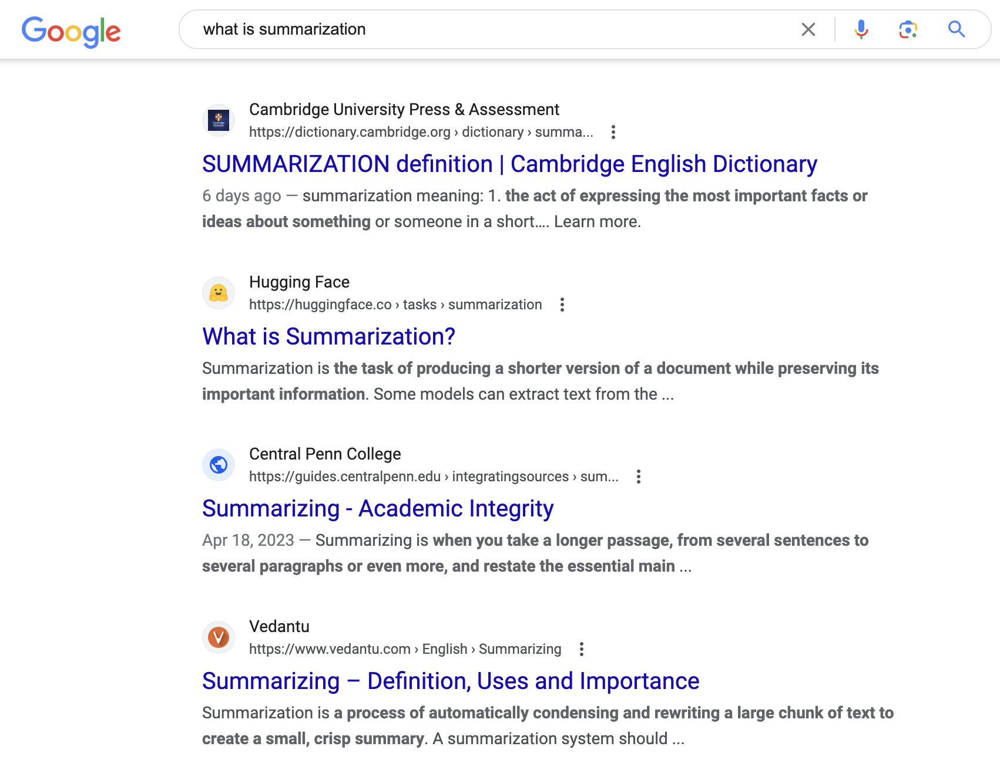 Google
what is summarization
Cambridge University Press & Assessment
https://dictionary.cambridge.org › dictionary › summa...
SUMMARIZATION definition | Cambridge English Dictionary
6 days ago — summarization meaning: 1. the act of expressing the most important facts or
ideas about something or someone in a short…. Learn more.
Hugging Face
https://huggingface.co › tasks › summarization
What is Summarization?
Summarization is the task of producing a shorter version of a document while preserving its
important information. Some models can extract text from the ...
Central Penn College
https://guides.centralpenn.edu › integratingsources › sum...
Summarizing - Academic Integrity
Apr 18, 2023 — Summarizing is when you take a longer passage, from several sentences to
several paragraphs or even more, and restate the essential main ...
V
Vedantu
https://www.vedantu.com › English › Summarizing
Summarizing – Definition, Uses and Importance
Summarization is a process of automatically condensing and rewriting a large chunk of text to
create a small, crisp summary. A summarization system should ...